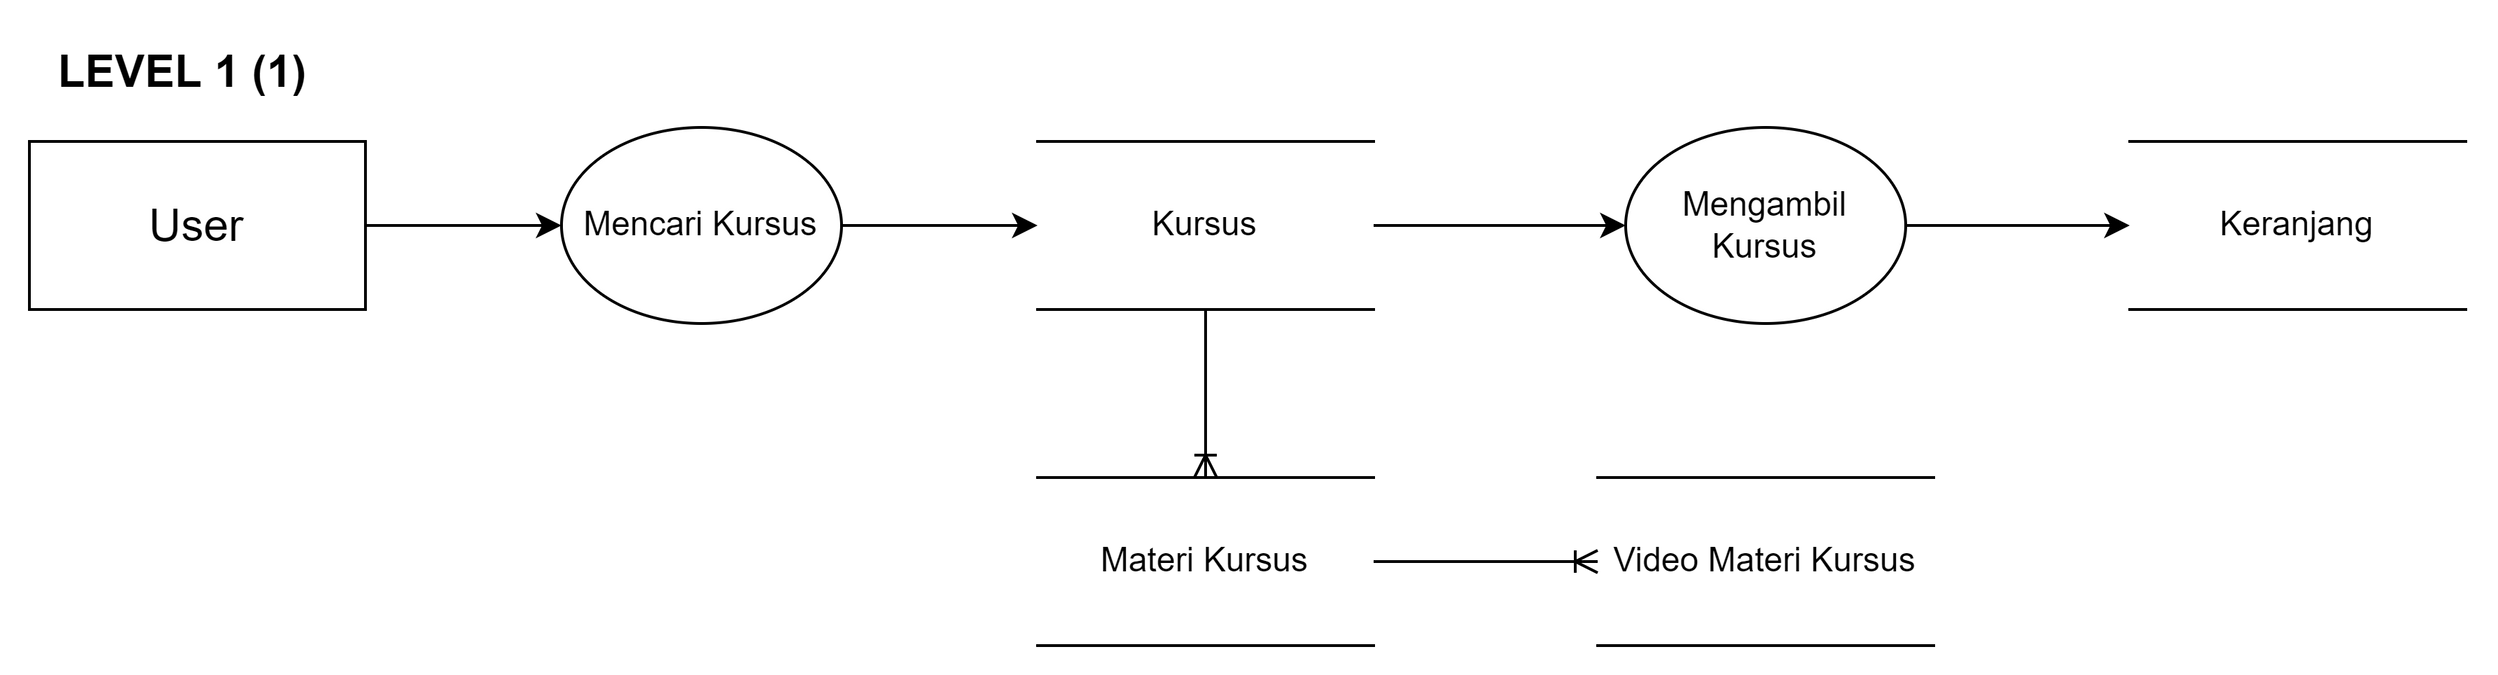 LEVEL 1 (1)
User
Mencari Kursus
Kursus
Mengambil
Kursus
Keranjang
Materi Kursus
Video Materi Kursus